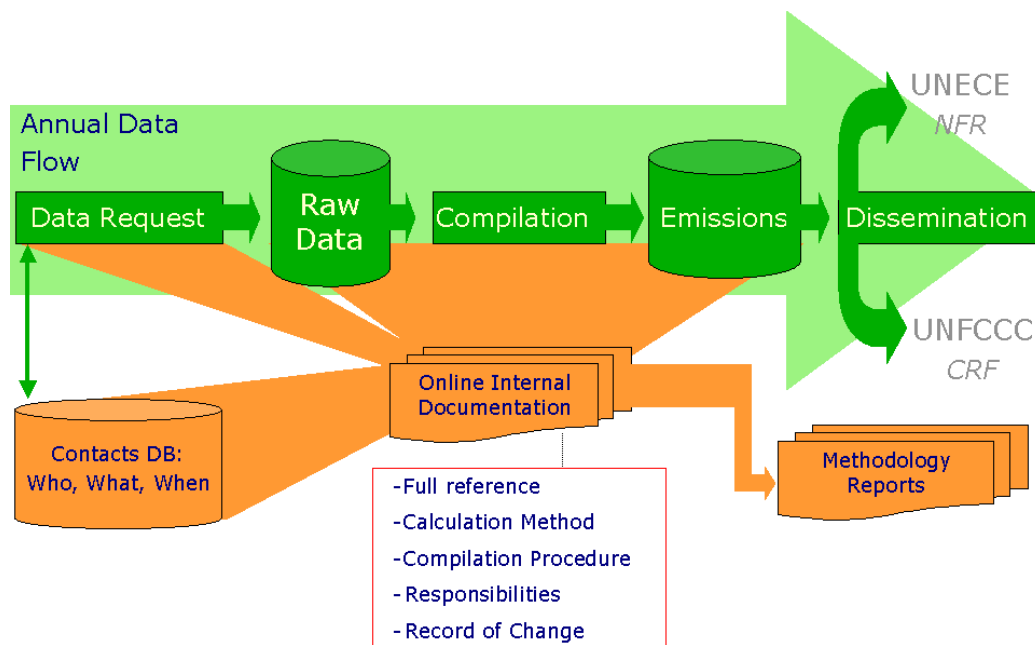 Annual Data
Flow
UNECE
NFR
Data Request
Raw
Data
Compilation
Emissions
Dissemination
UNFCCC
CRF
Online Internal
Documentation
Contacts DB:
Who, What, When
Methodology
Reports
-Full reference
-Calculation Method
-Compilation Procedure
-Responsibilities
-Record of Change